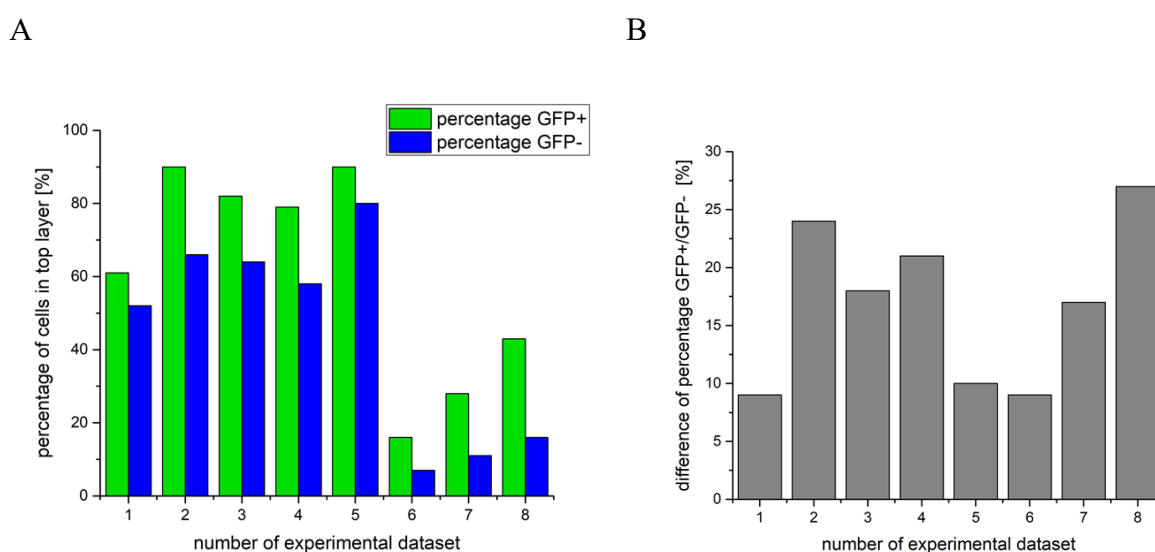 A
B
percentage GFP+
percentage GFP-
percentage of cells in top layer [%]
100
80
60
40
20
0
1 2 3 4 5 6 7 8
number of experimental dataset
difference of percentage GFP+/GFP- [%]
30
25
20
15
10
5
0
1 2 3 4 5 6 7 8
number of experimental dataset